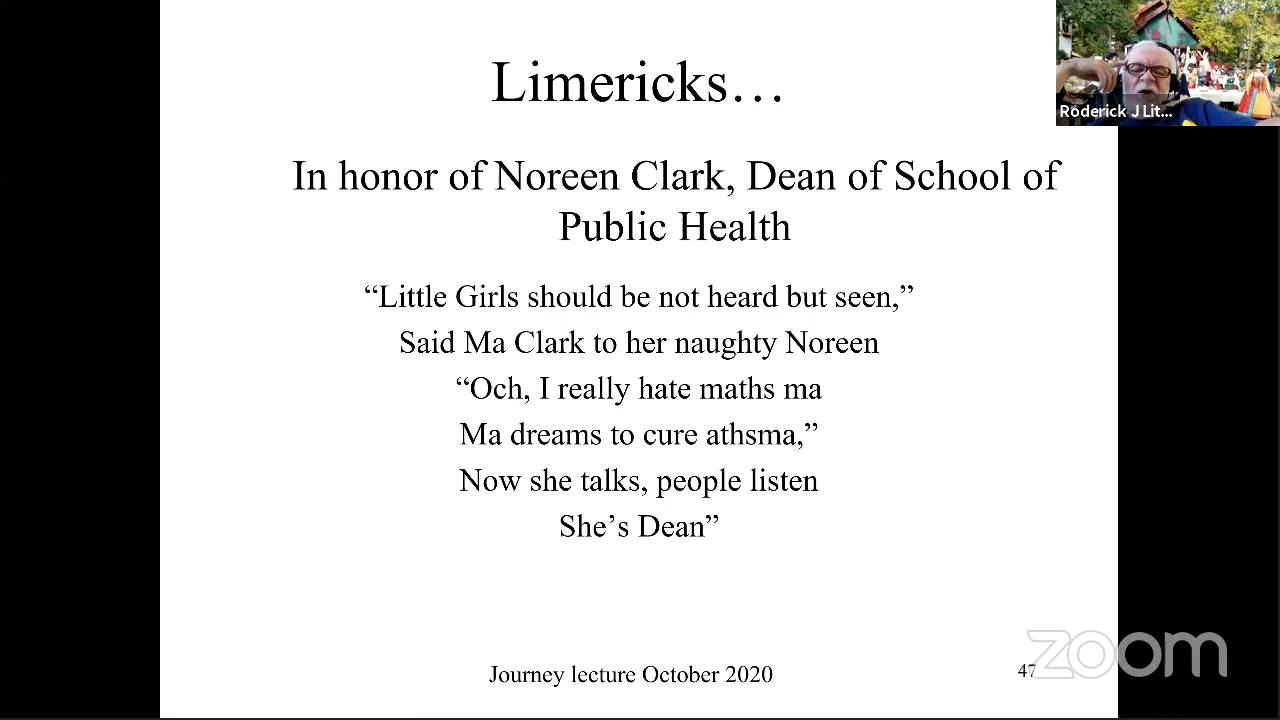 Limericks…
Roderick J Lit...
In honor of Noreen Clark, Dean of School of
Public Health
“Little Girls should be not heard but seen,”
Said Ma Clark to her naughty Noreen
“Och, I really hate maths ma
Ma dreams to cure athsma,”
Now she talks, people listen
She’s Dean”
Journey lecture October 2020
47
zoom